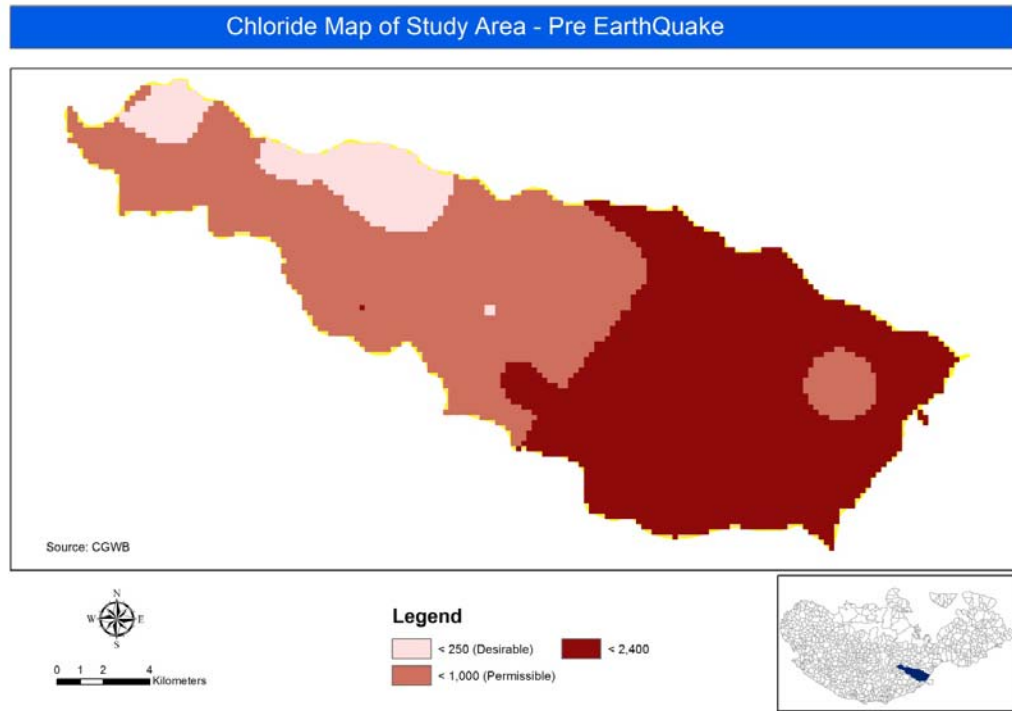 Chloride Map of Study Area - Pre EarthQuake
Source: CGWB
N
W E
S
0 1 2 4
Kilometers
Legend
< 250 (Desirable)
< 1,000 (Permissible)
< 2,400